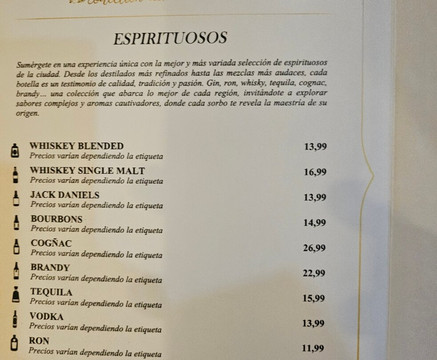 ESPIRITUOSOS
Sumérgete en una experiencia única con la mejor y más variada selección de espirituosos
de la ciudad. Desde los destilados más refinados hasta las mezclas más audaces, cada
botella es un testimonio de calidad, tradición y pasión. Gin, ron, whisky, tequila, cognac,
brandy... una colección que abarca lo mejor de cada región, invitándote a explorar
sabores complejos y aromas cautivadores, donde cada sorbo te revela la maestría de su
origen.
WHISKEY BLENDED 13,99
Precios varían dependiendo la etiqueta
WHISKEY SINGLE MALT 16,99
Precios varían dependiendo la etiqueta
JACK DANIELS 13,99
Precios varían dependiendo la etiqueta
BOURBONS 14,99
Precios varían dependiendo la etiqueta
COGÑAC 26,99
Precios varían dependiendo la etiqueta
BRANDY 22,99
Precios varían dependiendo la etiqueta
TEQUILA 15,99
Precios varían dependiendo la etiqueta
VODKA 13,99
Precios varían dependiendo la etiqueta
RON 11,99
Precios varían dependiendo la etiqueta